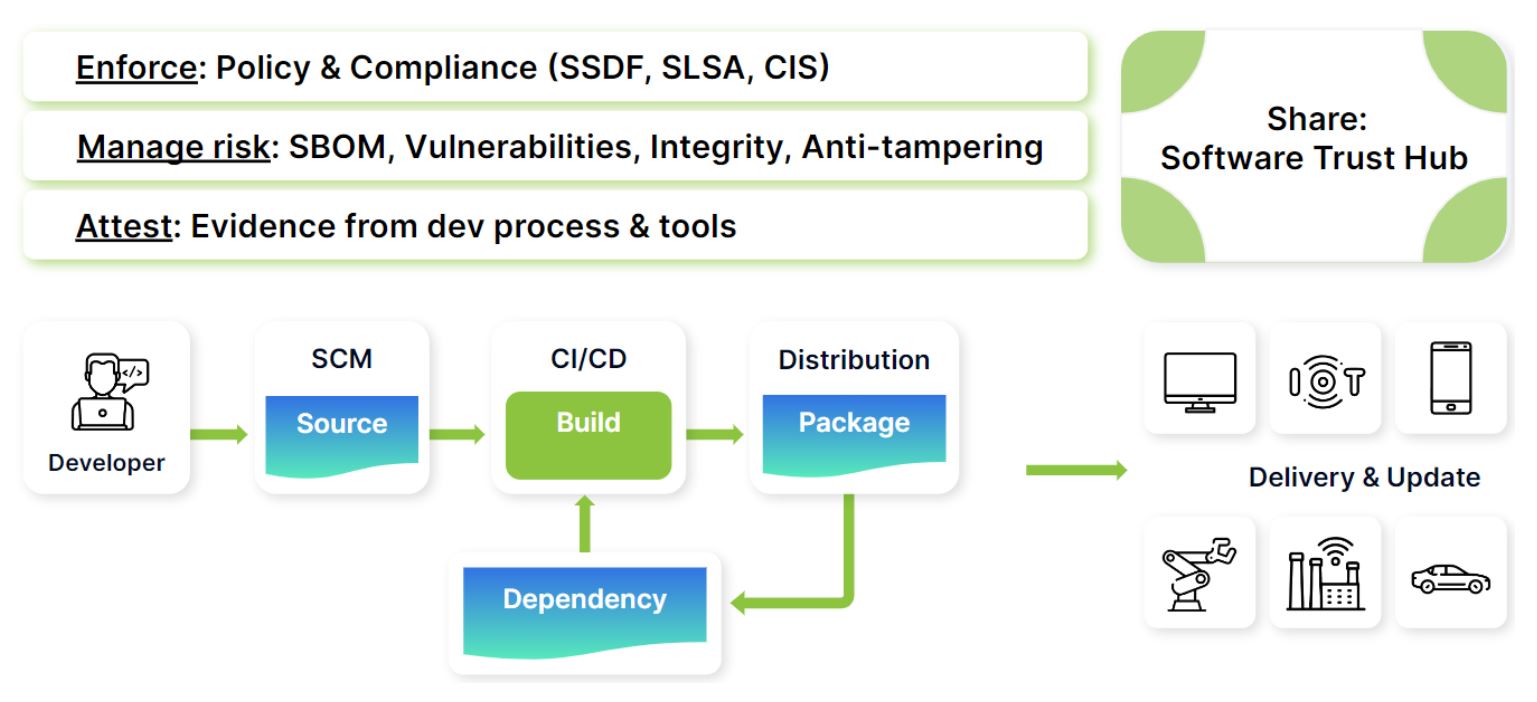 Enforce: Policy & Compliance (SSDF, SLSA, CIS)
Manage risk: SBOM, Vulnerabilities, Integrity, Anti-tampering
Attest: Evidence from dev process & tools
Share:
Software Trust Hub
</>
Developer
SCM
Source
CI/CD
Build
Distribution
Package
Dependency
IOT
Delivery & Update